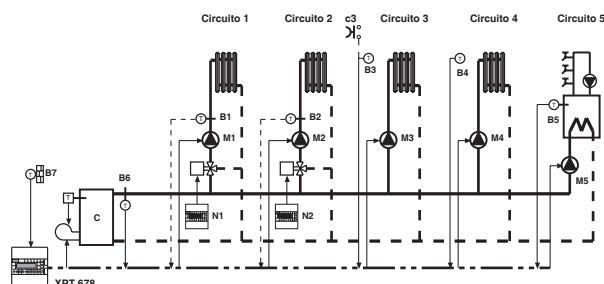 Circuito 1
Circuito 2
c3
Circuito 3
Circuito 4
Circuito 5
T
B3
T
B4
T
B1
T
B2
T
B5
M1
M2
M3
M4
M5
T
B7
B6
T
C
T
N1
N2
XRT 678